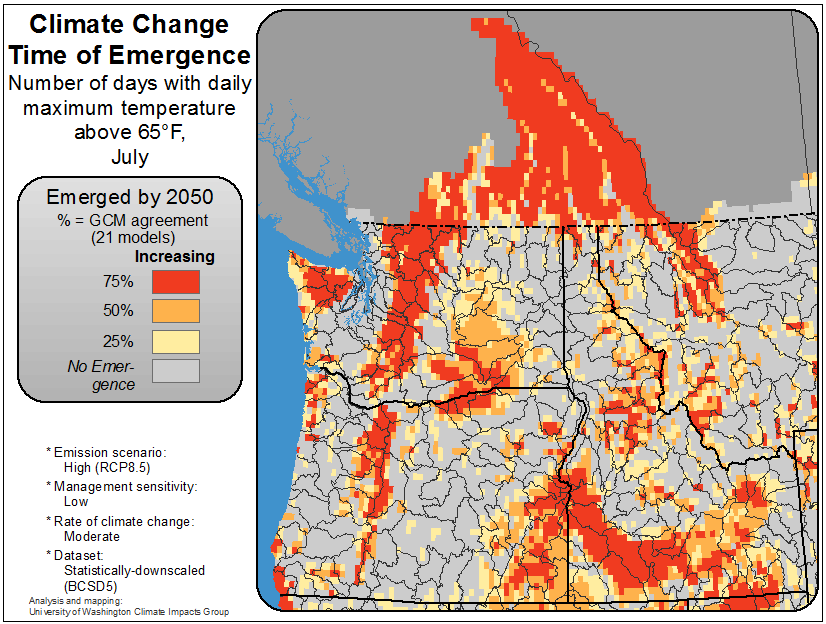 Climate Change
Time of Emergence
Number of days with daily
maximum temperature
above 65°F,
July
Emerged by 2050
% = GCM agreement
(21 models)
Increasing
75%
50%
25%
No Emer-
gence
* Emission scenario:
High (RCP8.5)
* Management sensitivity:
Low
* Rate of climate change:
Moderate
* Dataset:
Statistically-downscaled
(BCSD5)
Analysis and mapping:
University of Washington Climate Impacts Group